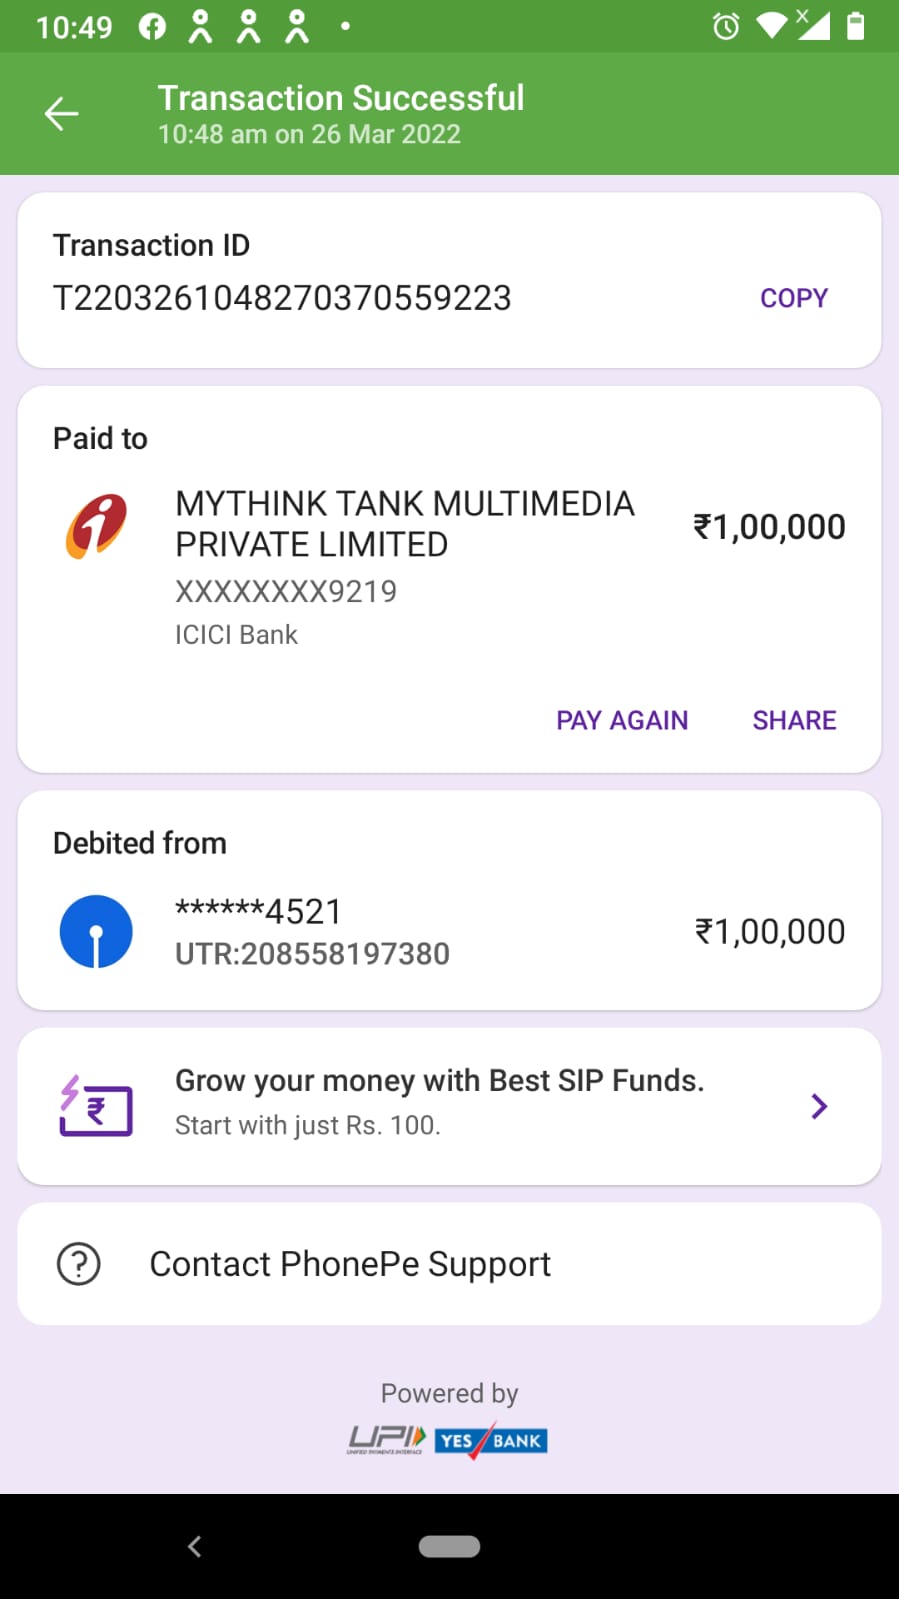 10:49
Transaction Successful
10:48 am on 26 Mar 2022
Transaction ID
T2203261048270370559223
COPY
Paid to
MYTHINK TANK MULTIMEDIA
PRIVATE LIMITED
₹1,00,000
XXXXXXXX9219
ICICI Bank
PAY AGAIN SHARE
Debited from
******4521
UTR:208558197380
₹1,00,000
Grow your money with Best SIP Funds.
Start with just Rs. 100.
Contact PhonePe Support
Powered by
UPI
UNIFIED PAYMENTS INTERFACE
YES BANK